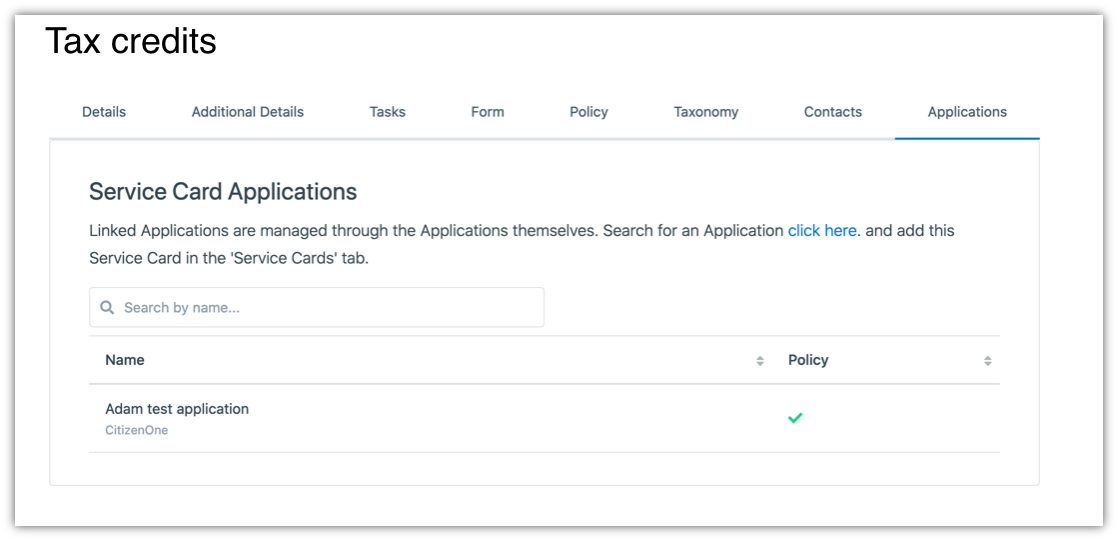 Tax credits
Details Additional Details Tasks Form Policy Taxonomy Contacts Applications
Service Card Applications
Linked Applications are managed through the Applications themselves. Search for an Application click here. and add this
Service Card in the 'Service Cards' tab.
Search by name...
Name Policy
Adam test application
CitizenOne